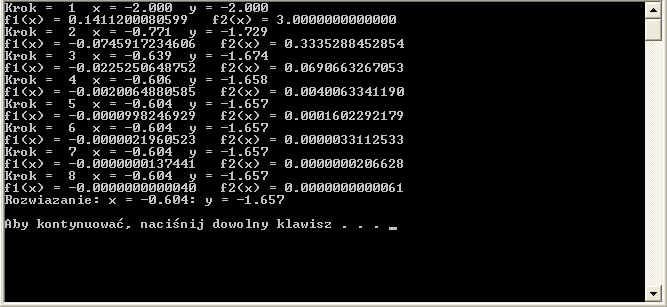 Krok =  1  x = -2.000  y = -2.000
f1(x) = 0.1411200080599   f2(x) = 3.0000000000000
Krok =  2  x = -0.771  y = -1.729
f1(x) = -0.0745917234606   f2(x) = 0.3335288452854
Krok =  3  x = -0.639  y = -1.674
f1(x) = -0.0225250648752   f2(x) = 0.0690663267053
Krok =  4  x = -0.606  y = -1.658
f1(x) = -0.0020064880585   f2(x) = 0.0040063341190
Krok =  5  x = -0.604  y = -1.657
f1(x) = -0.0000998246929   f2(x) = 0.0001602292179
Krok =  6  x = -0.604  y = -1.657
f1(x) = -0.0000021960523   f2(x) = 0.0000033112533
Krok =  7  x = -0.604  y = -1.657
f1(x) = -0.0000000137441   f2(x) = 0.0000000206628
Krok =  8  x = -0.604  y = -1.657
f1(x) = -0.0000000000040   f2(x) = 0.0000000000061
Rozwiazanie: x = -0.604: y = -1.657
Aby kontynuować, naciśnij dowolny klawisz . . . _